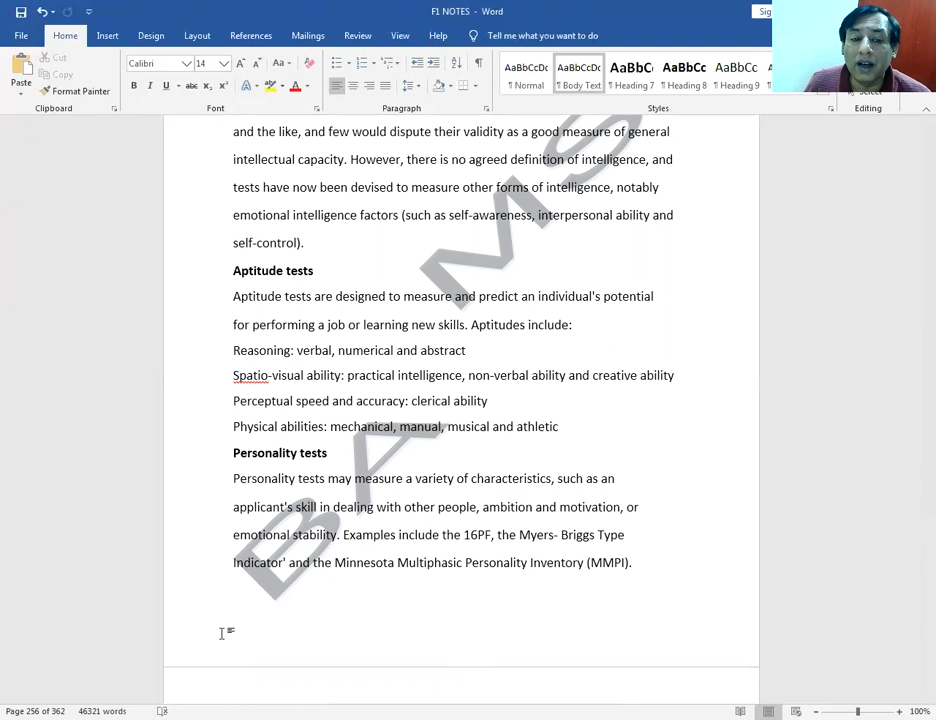 F1 NOTES - Word
File Home Insert Design Layout References Mailings Review View Help Tell me what you want to do
Cut
Copy
Paste
Format Painter
Clipboard
Calibri 14
B I U abc x₂ x²
Font
Paragraph
AaBbCcDc AaBbCcDc AaBbCc AaBbCc AaBbCc
¶ Normal ¶ Body Text ¶ Heading 7 ¶ Heading 8 ¶ Heading 9
Styles
Editing
and the like, and few would dispute their validity as a good measure of general
intellectual capacity. However, there is no agreed definition of intelligence, and
tests have now been devised to measure other forms of intelligence, notably
emotional intelligence factors (such as self-awareness, interpersonal ability and
self-control).
Aptitude tests
Aptitude tests are designed to measure and predict an individual's potential
for performing a job or learning new skills. Aptitudes include:
Reasoning: verbal, numerical and abstract
Spatio-visual ability: practical intelligence, non-verbal ability and creative ability
Perceptual speed and accuracy: clerical ability
Physical abilities: mechanical, manual, musical and athletic
Personality tests
Personality tests may measure a variety of characteristics, such as an
applicant's skill in dealing with other people, ambition and motivation, or
emotional stability. Examples include the 16PF, the Myers- Briggs Type
Indicator' and the Minnesota Multiphasic Personality Inventory (MMPI).
BA MS
Page 256 of 362 46321 words
100%